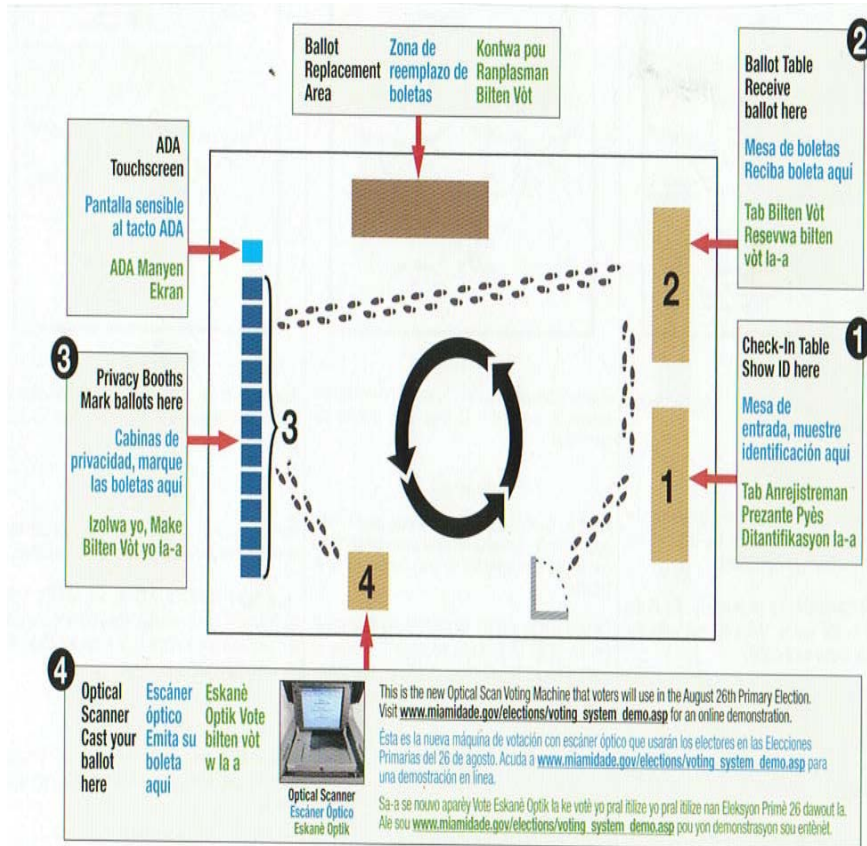 Ballot
Replacement
Area
Zona de
reemplazo de
boletas
Kontwa pou
Ranplasman
Bilten Vòt
2
Ballot Table
Receive
ballot here
Mesa de boletas
Reciba boleta aquí
Tab Bilten Vòt
Resevwa bilten
vòt la-a
ADA
Touchscreen
Pantalla sensible
al tacto ADA
ADA Manyen
Ekran
2
1
Check-In Table
Show ID here
Mesa de
entrada, muestre
identificación aquí
Tab Anrejistreman
Prezante Pyès
Ditantifikasyon la-a
3
Privacy Booths
Mark ballots here
Cabinas de
privacidad, marque
las boletas aquí
Izolwa yo, Make
Bilten Vòt yo la-a
3
1
4
4
Optical
Scanner
Cast your
ballot
here
Escáner
óptico
Emita su
boleta
aquí
Eskanè
Optik Vote
bilten vòt
w la a
Optical Scanner
Escáner Óptico
Eskanè Optik
This is the new Optical Scan Voting Machine that voters will use in the August 26th Primary Election.
Visit www.miamidade.gov/elections/voting_system_demo.asp for an online demonstration.
Ésta es la nueva máquina de votación con escáner óptico que usarán los electores en las Elecciones
Primarias del 26 de agosto. Acuda a www.miamidade.gov/elections/voting_system_demo.asp para
una demostración en línea.
Sa-a se nouvo aparèy Vote Eskanè Optik la ke votè yo pral itilize yo pral itilize nan Eleksyon Primè 26 dawout la.
Ale sou www.miamidade.gov/elections/voting_system_demo.asp pou yon demonstrasyon sou entènèt.